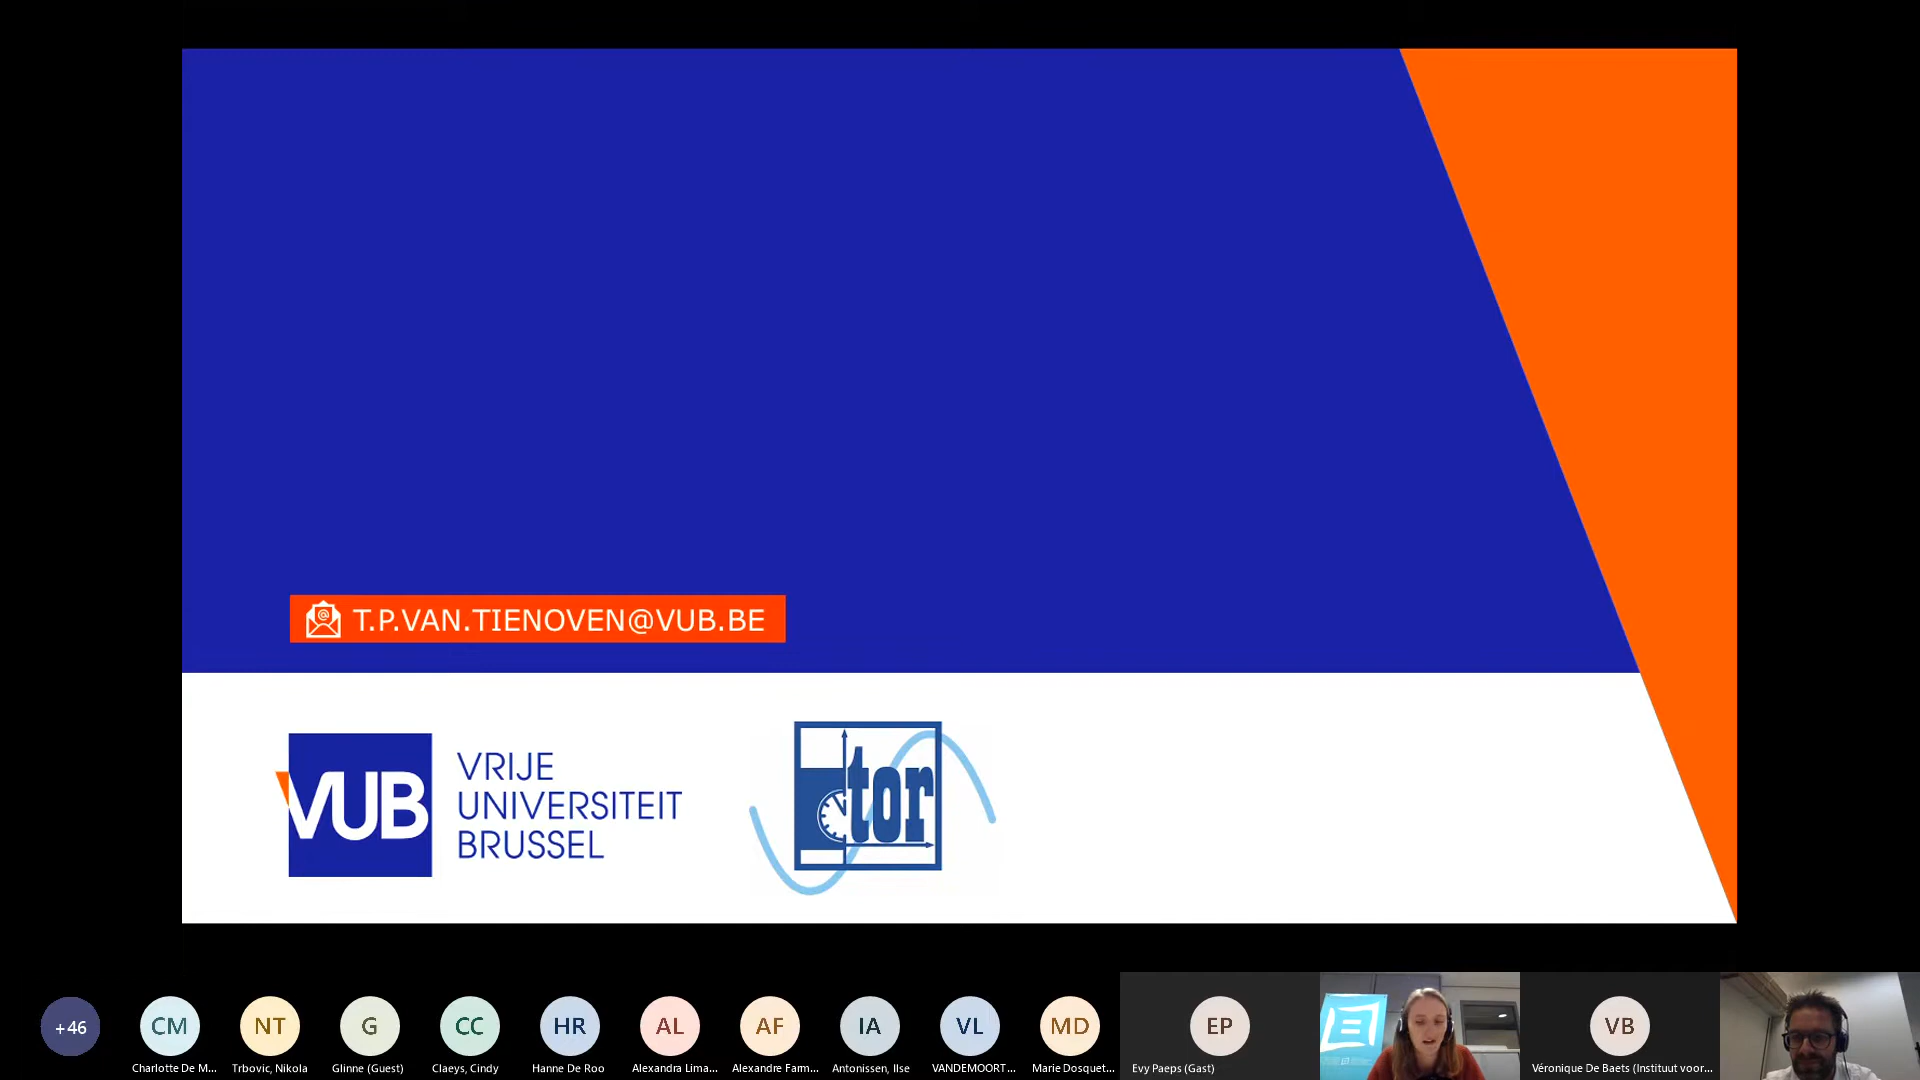 T.P.VAN.TIENOVEN@VUB.BE
VUB
VRIJE
UNIVERSITEIT
BRUSSEL
tor
+46
CM
NT
G
CC
HR
AL
AF
IA
VL
MD
EP
VB
Charlotte De M...
Trbovic, Nikola
Glinne (Guest)
Claeys, Cindy
Hanne De Roo
Alexandra Lima...
Alexandre Farm...
Antonissen, Ilse
VANDEMOORT...
Marie Dosquet...
Evy Paeps (Gast)
Véronique De Baets (Instituut voor...